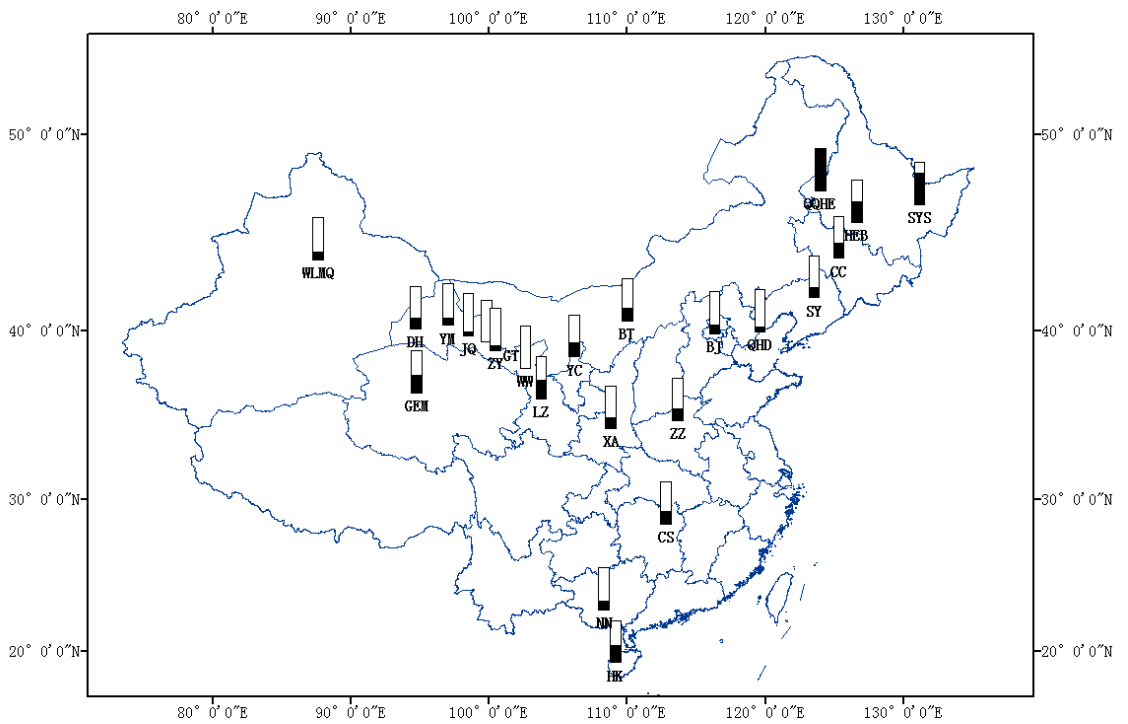 80° 0'0"E 90° 0'0"E 100° 0'0"E 110° 0'0"E 120° 0'0"E 130° 0'0"E
50° 0'0"N 50° 0'0"N
QQHE
SYS
HEB
WLMQ CC
SY
40° 0'0"N 40° 0'0"N
DH YM JQ ZY GT BT BJ QHD
WW YC
GEM LZ
XA ZZ
30° 0'0"N 30° 0'0"N
CS
NN
20° 0'0"N 20° 0'0"N
HK
80° 0'0"E 90° 0'0"E 100° 0'0"E 110° 0'0"E 120° 0'0"E 130° 0'0"E